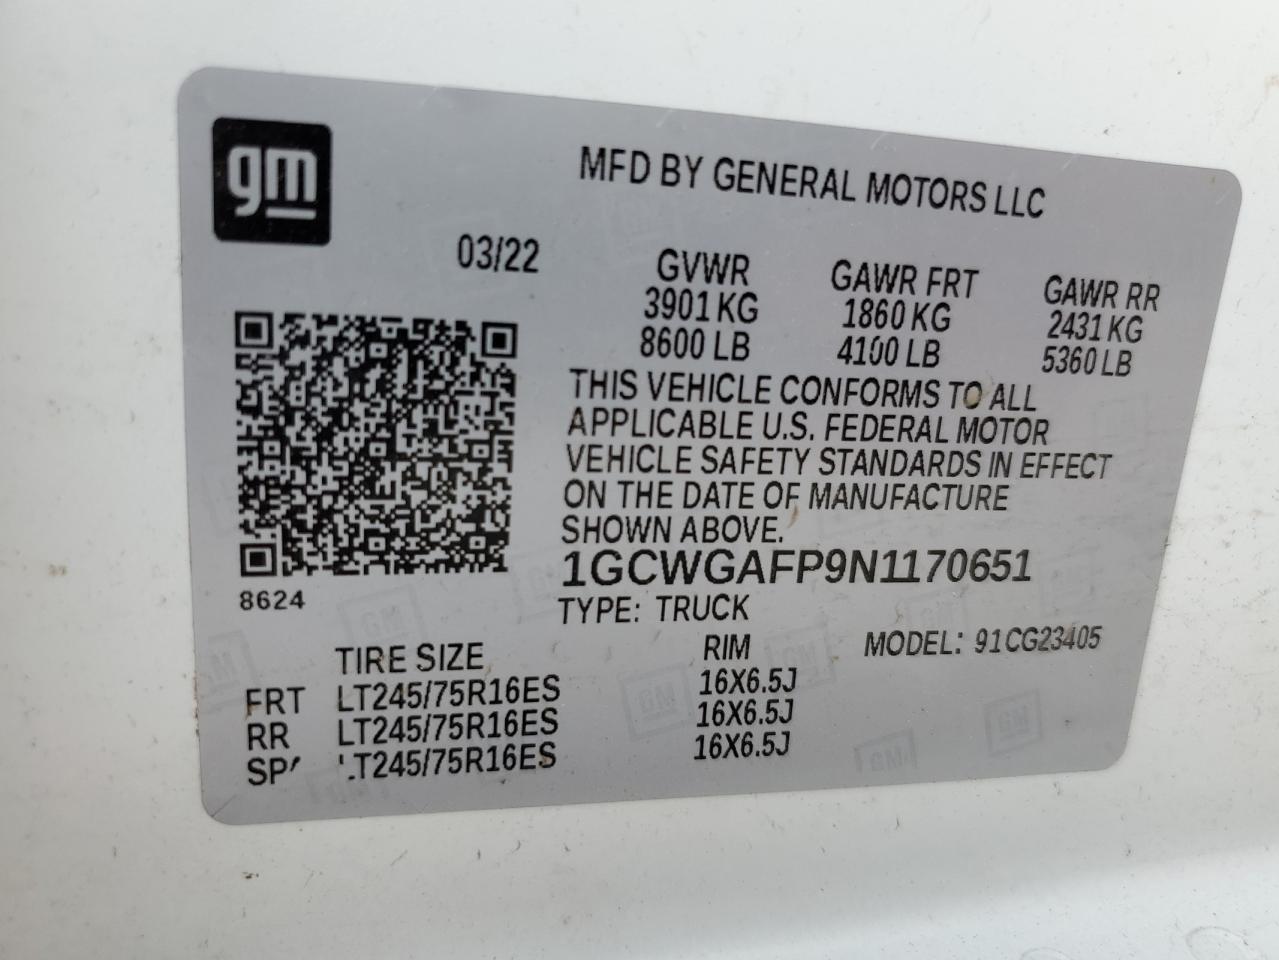 gm
MFD BY GENERAL MOTORS LLC
03/22
GVWR GAWR FRT GAWR RR
3901 KG 1860 KG 2431 KG
8600 LB 4100 LB 5360 LB
THIS VEHICLE CONFORMS TO ALL
APPLICABLE U.S. FEDERAL MOTOR
VEHICLE SAFETY STANDARDS IN EFFECT
ON THE DATE OF MANUFACTURE
SHOWN ABOVE.
1GCWGAFP9N1170651
8624
TYPE: TRUCK
MODEL: 91CG23405
TIRE SIZE RIM
FRT LT245/75R16ES 16X6.5J
RR LT245/75R16ES 16X6.5J
LT245/75R16ES 16X6.5J